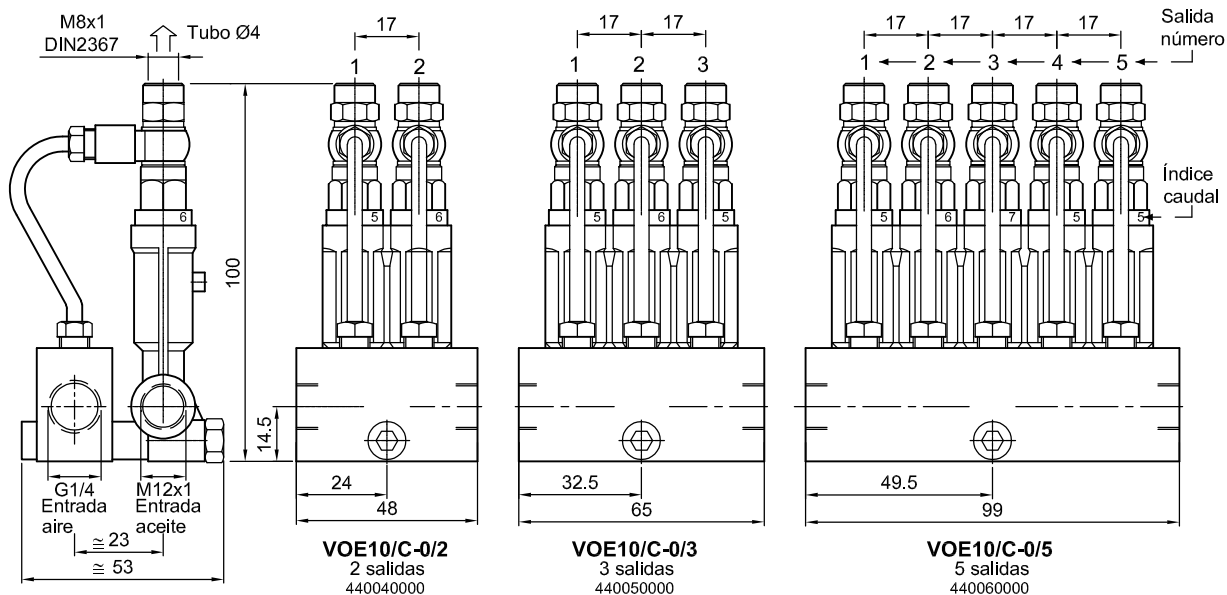 M8x1
DIN2367
Tubo Ø4
6
100
G1/4
Entrada
aire
M12x1
Entrada
aceite
≅ 23
≅ 53
17
1 2
5 6
14.5
24
48
VOE10/C-0/2
2 salidas
440040000
17 17
1 2 3
5 6 5
32.5
65
VOE10/C-0/3
3 salidas
440050000
17 17 17 17
Salida
número
1 2 3 4 5
Índice
caudal
5 6 7 5 5
49.5
99
VOE10/C-0/5
5 salidas
440060000